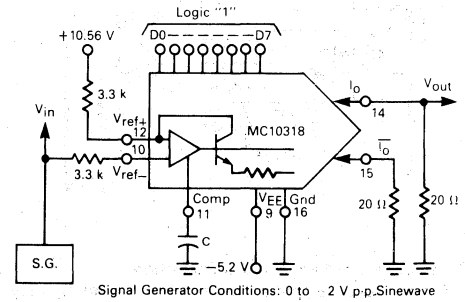 Logic "1"
D0 D7
+10.56 V
3.3 k
Vin
Vref+
12
10
Vref–
3.3 k
MC10318
Io
14
Vout
Io
15
Comp
11
VEE
9
Gnd
16
20 Ω
20 Ω
C
–5.2 V
S.G.
Signal Generator Conditions: 0 to 2 V p-p, Sinewave